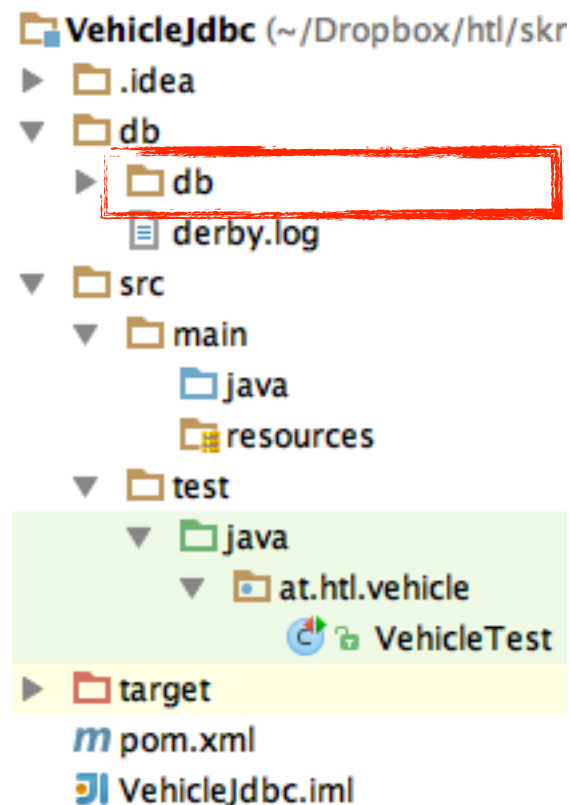 VehicleJdbc (~/Dropbox/htl/skr
.idea
db
db
derby.log
src
main
java
resources
test
java
at.htl.vehicle
VehicleTest
target
m pom.xml
VehicleJdbc.iml